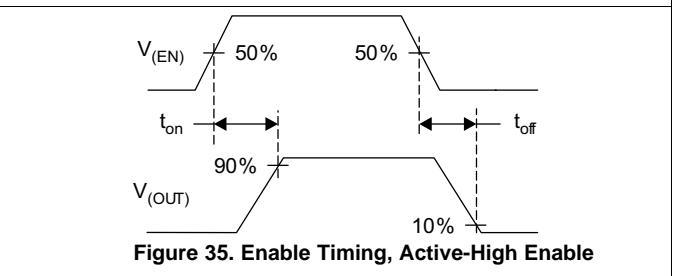 V(EN) 50% 50%
ton toff
90%
V(OUT)
10%
Figure 35. Enable Timing, Active-High Enable